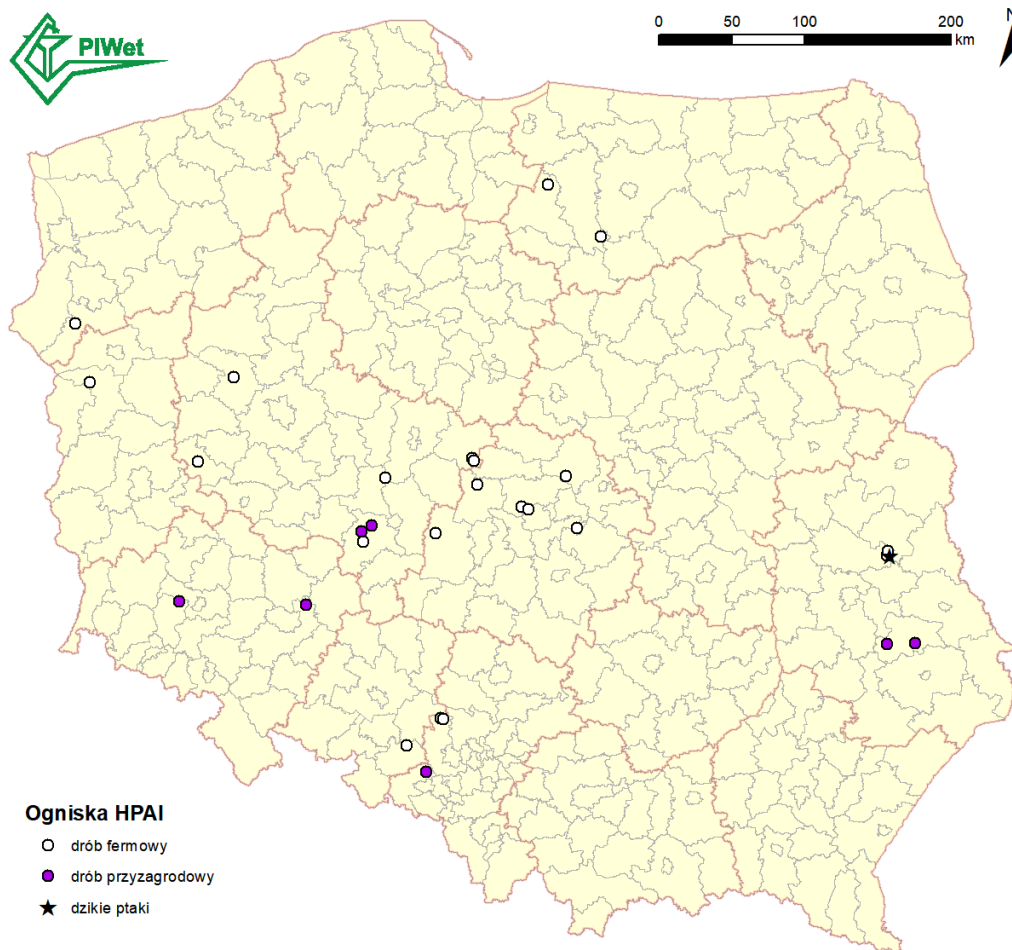 PIWet
0 50 100 200
km
N
Ogniska HPAI
drób fermowy
drób przyzagrodowy
dzikie ptaki